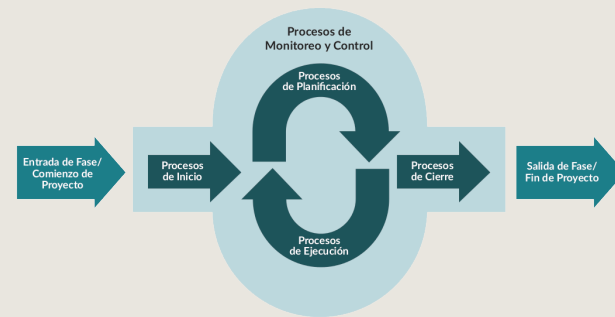 Procesos de
Monitoreo y Control
Procesos
de Planificación
Entrada de Fase/
Comienzo de
Proyecto
Procesos
de Inicio
Procesos
de Cierre
Salida de Fase/
Fin de Proyecto
Procesos
de Ejecución